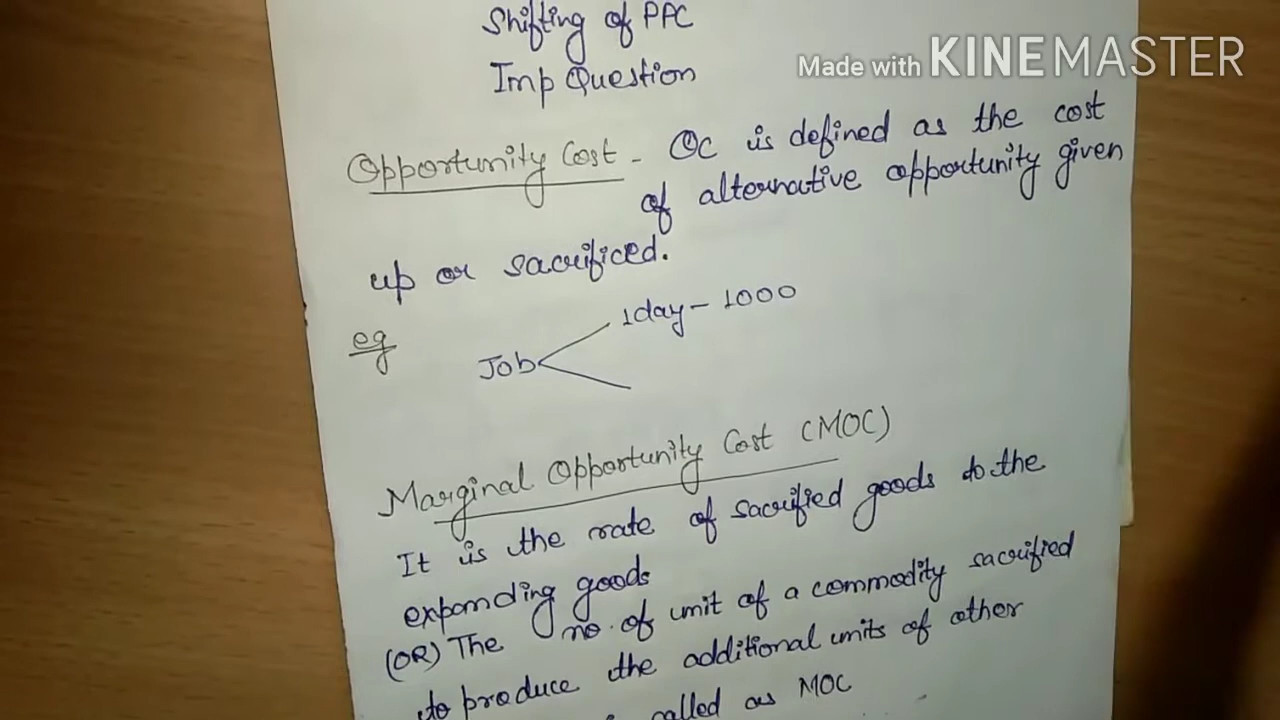 Shifting of PPC
Made with KINEMASTER
Imp Question
Opportunity Cost - OC is defined as the cost
of alternative opportunity given
up or sacrificed.
eg
1day - 1000
Job
Marginal Opportunity Cost (MOC)
It is the rate of sacrified goods to the
expanding goods
(OR) The no. of unit of a commodity sacrified
to produce the additional units of other
called as MOC